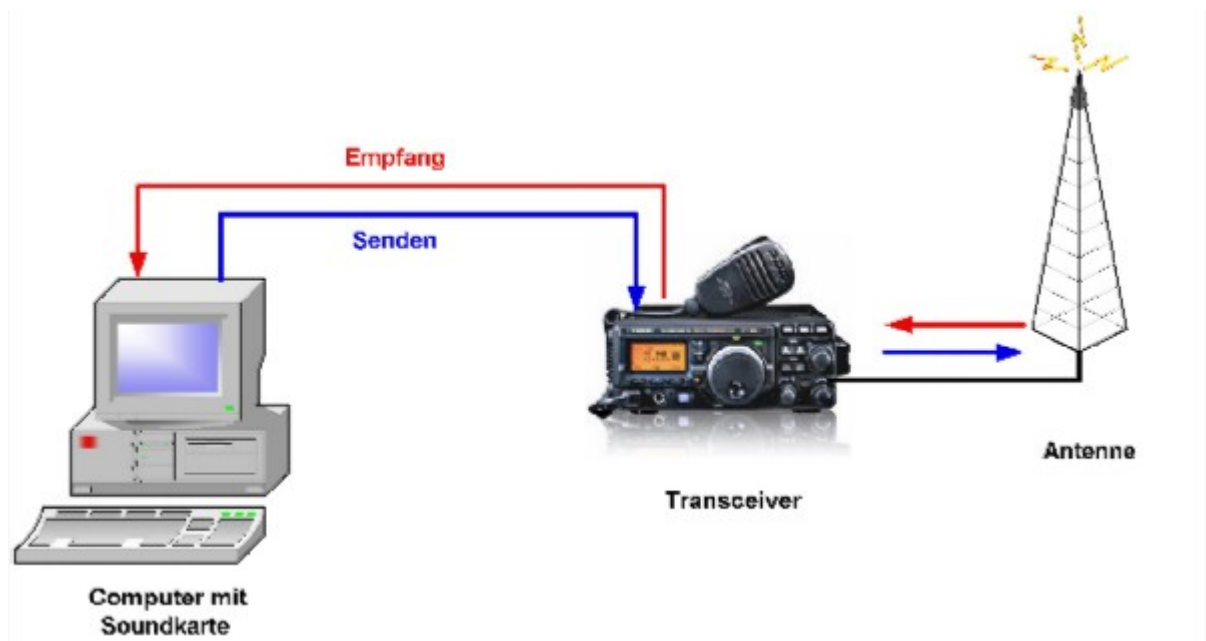 Empfang
Senden
Antenne
Transceiver
Computer mit
Soundkarte